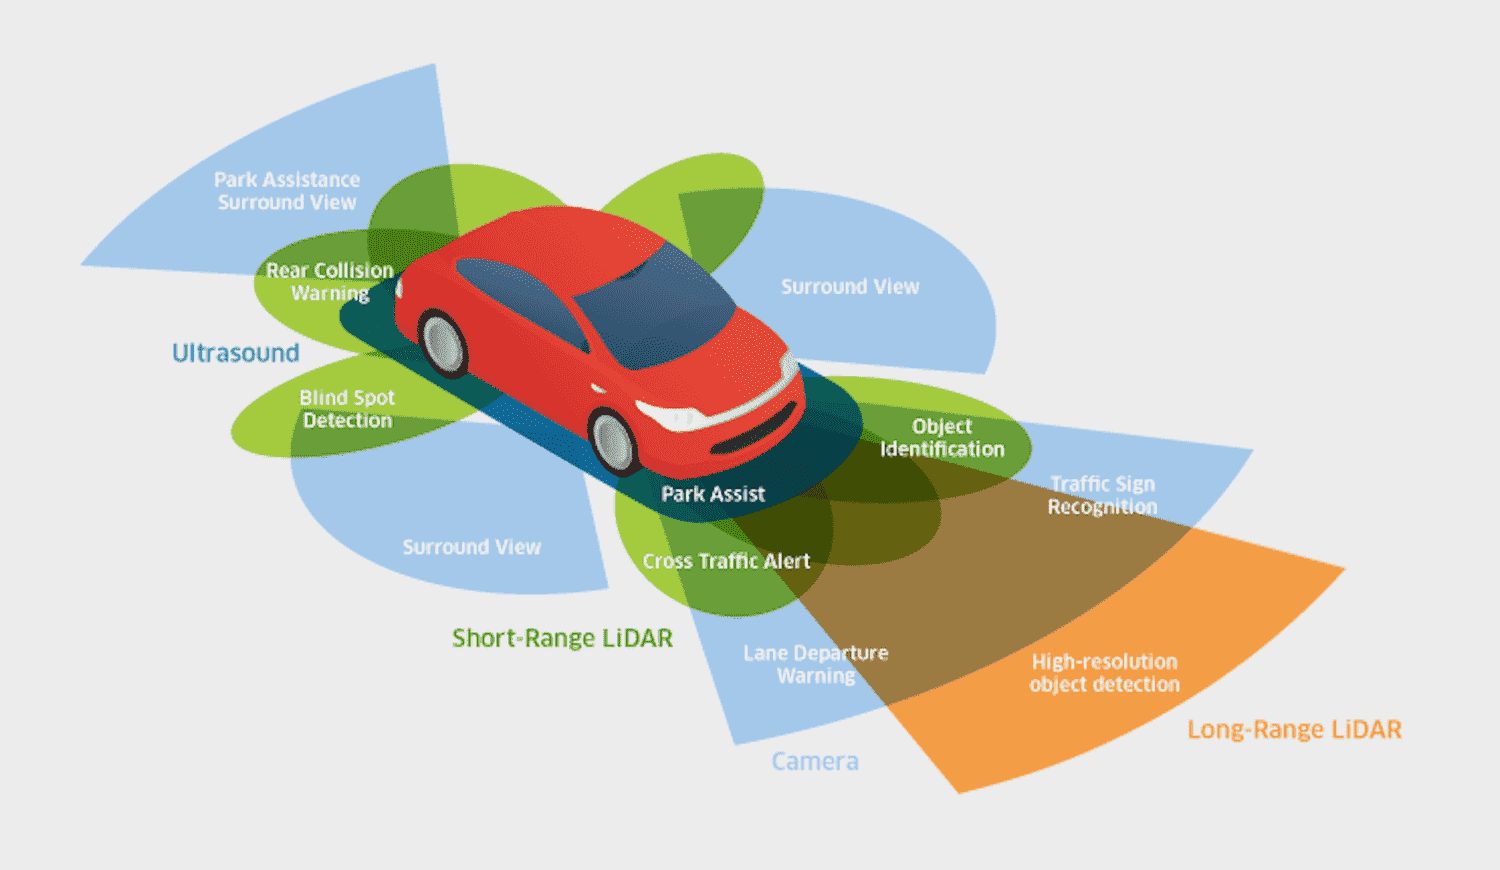 Park Assistance
Surround View
Rear Collision
Warning
Surround View
Ultrasound
Blind Spot
Detection
Object
Identification
Traffic Sign
Recognition
Park Assist
Surround View
Cross Traffic Alert
Short-Range LiDAR
Lane Departure
Warning
High-resolution
object detection
Long-Range LiDAR
Camera